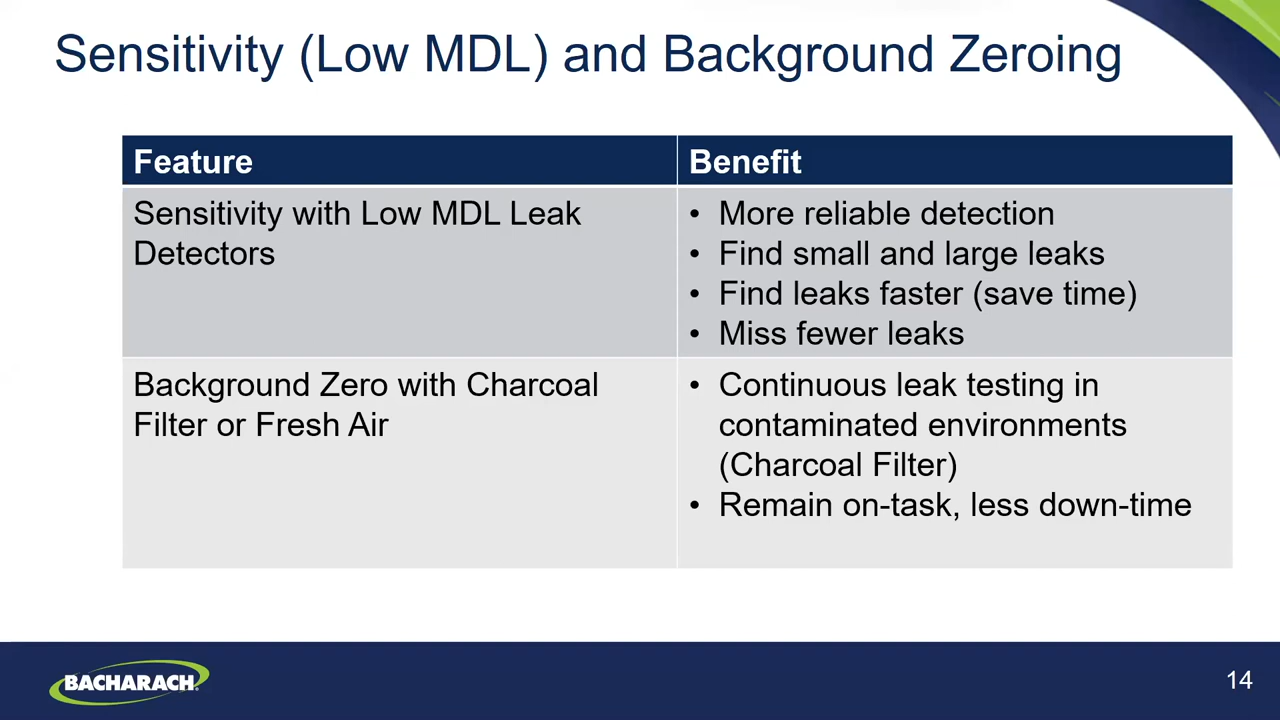 Sensitivity (Low MDL) and Background Zeroing
Feature
Benefit
Sensitivity with Low MDL Leak
Detectors
• More reliable detection
• Find small and large leaks
• Find leaks faster (save time)
• Miss fewer leaks
Background Zero with Charcoal
Filter or Fresh Air
• Continuous leak testing in
contaminated environments
(Charcoal Filter)
• Remain on-task, less down-time
BACHARACH®
14